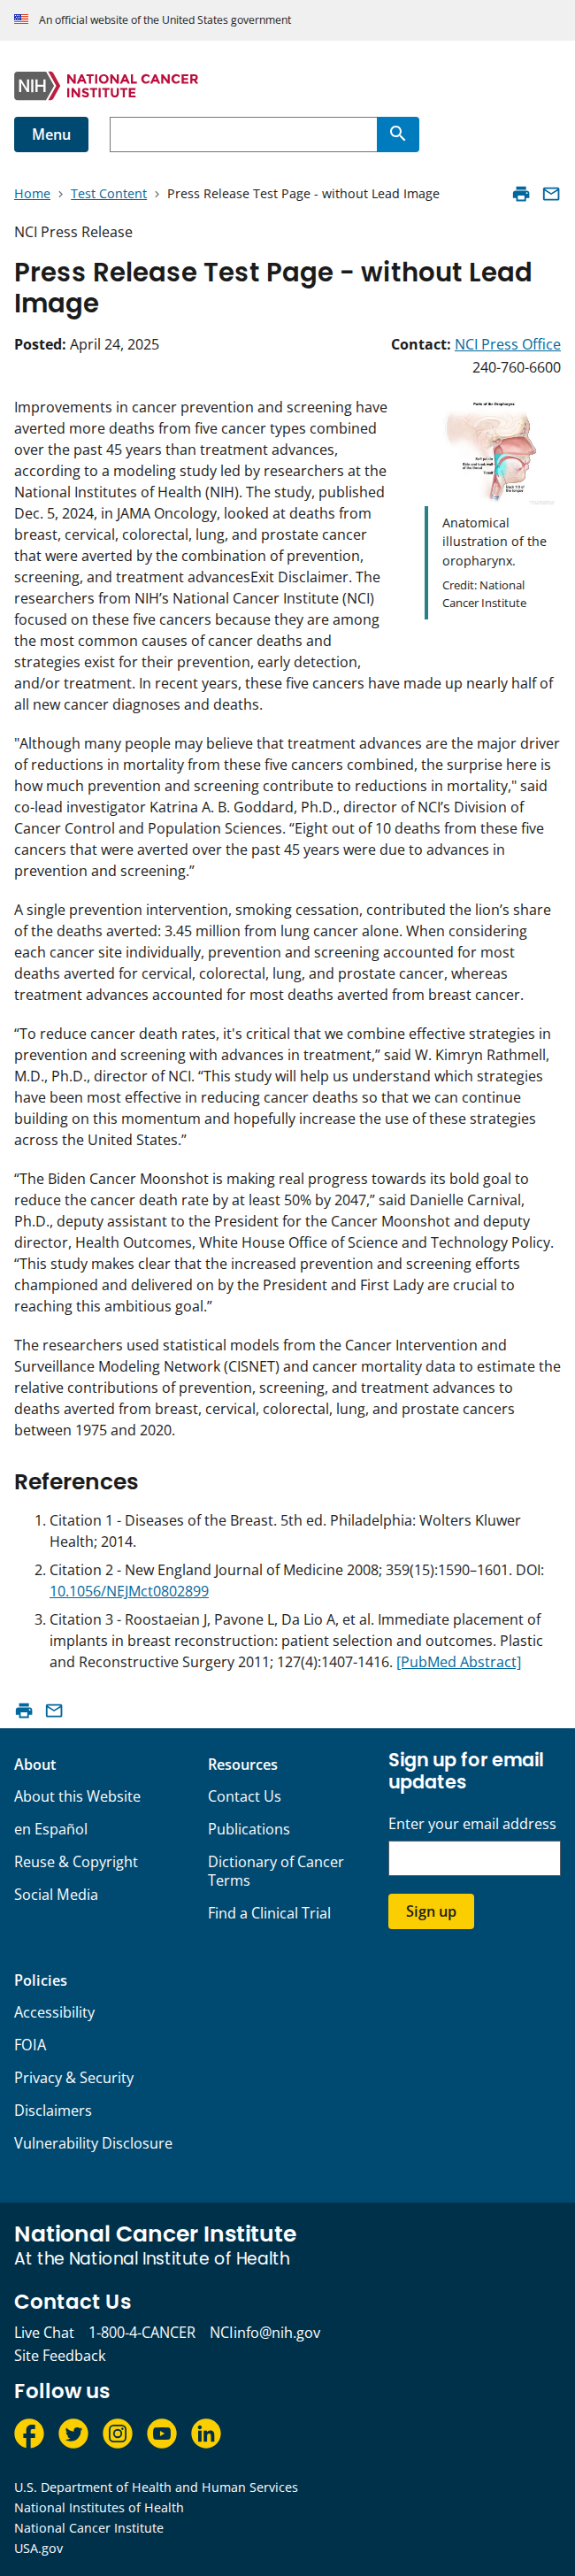 An official website of the United States government
NIH NATIONAL CANCER
INSTITUTE
Menu
Home > Test Content > Press Release Test Page - without Lead Image
NCI Press Release
Press Release Test Page - without Lead
Image
Posted: April 24, 2025
Contact: NCI Press Office
240-760-6600
Improvements in cancer prevention and screening have
averted more deaths from five cancer types combined
over the past 45 years than treatment advances,
according to a modeling study led by researchers at the
National Institutes of Health (NIH). The study, published
Dec. 5, 2024, in JAMA Oncology, looked at deaths from
breast, cervical, colorectal, lung, and prostate cancer
that were averted by the combination of prevention,
screening, and treatment advancesExit Disclaimer. The
researchers from NIH’s National Cancer Institute (NCI)
focused on these five cancers because they are among
the most common causes of cancer deaths and
strategies exist for their prevention, early detection,
and/or treatment. In recent years, these five cancers have made up nearly half of
all new cancer diagnoses and deaths.
Parts of the Oropharynx
Soft palate
Side and back wall
of the throat
Tonsil
Back 1/3 of
the tongue
Anatomical
illustration of the
oropharynx.
Credit: National
Cancer Institute
"Although many people may believe that treatment advances are the major driver
of reductions in mortality from these five cancers combined, the surprise here is
how much prevention and screening contribute to reductions in mortality," said
co-lead investigator Katrina A. B. Goddard, Ph.D., director of NCI’s Division of
Cancer Control and Population Sciences. “Eight out of 10 deaths from these five
cancers that were averted over the past 45 years were due to advances in
prevention and screening.”
A single prevention intervention, smoking cessation, contributed the lion’s share
of the deaths averted: 3.45 million from lung cancer alone. When considering
each cancer site individually, prevention and screening accounted for most
deaths averted for cervical, colorectal, lung, and prostate cancer, whereas
treatment advances accounted for most deaths averted from breast cancer.
“To reduce cancer death rates, it's critical that we combine effective strategies in
prevention and screening with advances in treatment,” said W. Kimryn Rathmell,
M.D., Ph.D., director of NCI. “This study will help us understand which strategies
have been most effective in reducing cancer deaths so that we can continue
building on this momentum and hopefully increase the use of these strategies
across the United States.”
“The Biden Cancer Moonshot is making real progress towards its bold goal to
reduce the cancer death rate by at least 50% by 2047,” said Danielle Carnival,
Ph.D., deputy assistant to the President for the Cancer Moonshot and deputy
director, Health Outcomes, White House Office of Science and Technology Policy.
“This study makes clear that the increased prevention and screening efforts
championed and delivered on by the President and First Lady are crucial to
reaching this ambitious goal.”
The researchers used statistical models from the Cancer Intervention and
Surveillance Modeling Network (CISNET) and cancer mortality data to estimate the
relative contributions of prevention, screening, and treatment advances to
deaths averted from breast, cervical, colorectal, lung, and prostate cancers
between 1975 and 2020.
References
1. Citation 1 - Diseases of the Breast. 5th ed. Philadelphia: Wolters Kluwer
Health; 2014.
2. Citation 2 - New England Journal of Medicine 2008; 359(15):1590–1601. DOI:
10.1056/NEJMct0802899
3. Citation 3 - Roostaeian J, Pavone L, Da Lio A, et al. Immediate placement of
implants in breast reconstruction: patient selection and outcomes. Plastic
and Reconstructive Surgery 2011; 127(4):1407-1416. [PubMed Abstract]
About
About this Website
en Español
Reuse & Copyright
Social Media
Resources
Contact Us
Publications
Dictionary of Cancer
Terms
Find a Clinical Trial
Sign up for email
updates
Enter your email address
Sign up
Policies
Accessibility
FOIA
Privacy & Security
Disclaimers
Vulnerability Disclosure
National Cancer Institute
At the National Institute of Health
Contact Us
Live Chat 1-800-4-CANCER NCIinfo@nih.gov
Site Feedback
Follow us
U.S. Department of Health and Human Services
National Institutes of Health
National Cancer Institute
USA.gov